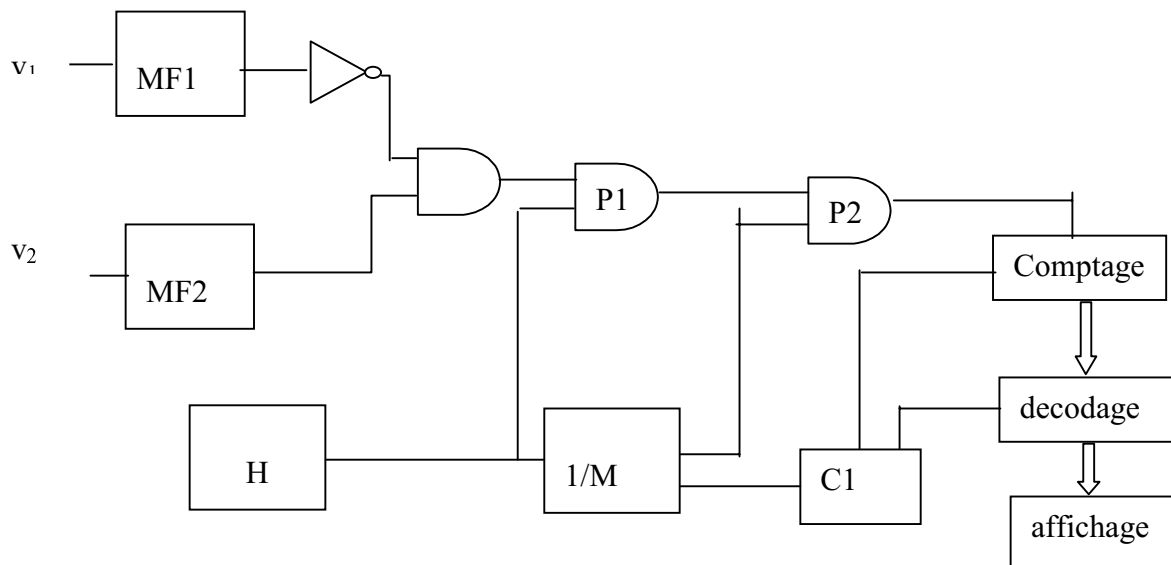 v₁
MF1
P1
P2
v₂
MF2
Comptage
decodage
H
1/M
C1
affichage